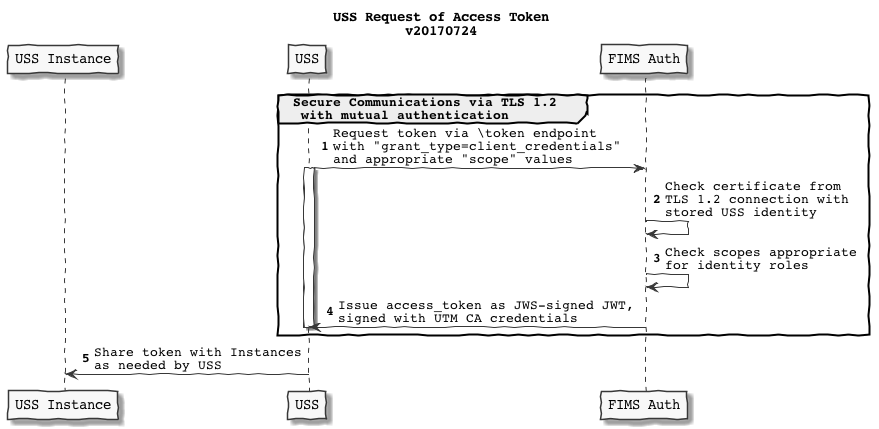 USS Request of Access Token
v20170724
USS Instance
USS
FIMS Auth
Secure Communications via TLS 1.2
with mutual authentication
Request token via \token endpoint
1 with "grant_type=client_credentials"
and appropriate "scope" values
Check certificate from
2 TLS 1.2 connection with
stored USS identity
3 Check scopes appropriate
for identity roles
4 Issue access_token as JWS-signed JWT,
signed with UTM CA credentials
5 Share token with Instances
as needed by USS
USS Instance
USS
FIMS Auth